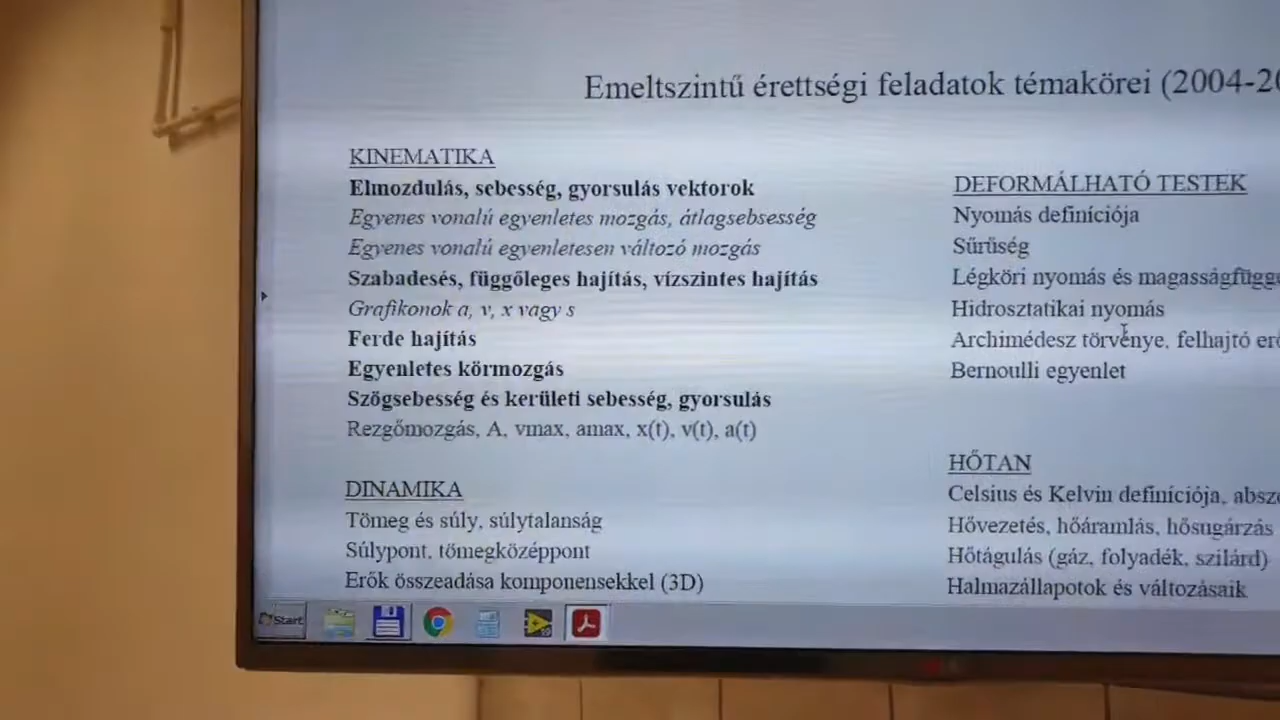 Emeltszintű érettségi feladatok témakörei (2004-20
KINEMATIKA
Elmozdulás, sebesség, gyorsulás vektorok
Egyenes vonalú egyenletes mozgás, átlagsebsesség
Egyenes vonalú egyenletesen változó mozgás
Szabadesés, függőleges hajítás, vízszintes hajítás
Grafikonok a, v, x vagy s
Ferde hajítás
Egyenletes körmozgás
Szögsebesség és kerületi sebesség, gyorsulás
Rezgőmozgás, A, vmax, amax, x(t), v(t), a(t)
DINAMIKA
Tömeg és súly, súlytalanság
Súlypont, tömegközéppont
Erők összeadása komponensekkel (3D)
DEFORMÁLHATÓ TESTEK
Nyomás definíciója
Sűrűség
Légköri nyomás és magasságfügge
Hidrosztatikai nyomás
Archimédesz törvénye, felhajtó erő
Bernoulli egyenlet
HŐTAN
Celsius és Kelvin definíciója, absz
Hővezetés, hőáramlás, hősugárzás
Hőtágulás (gáz, folyadék, szilárd)
Halmazállapotok és változásaik
Start